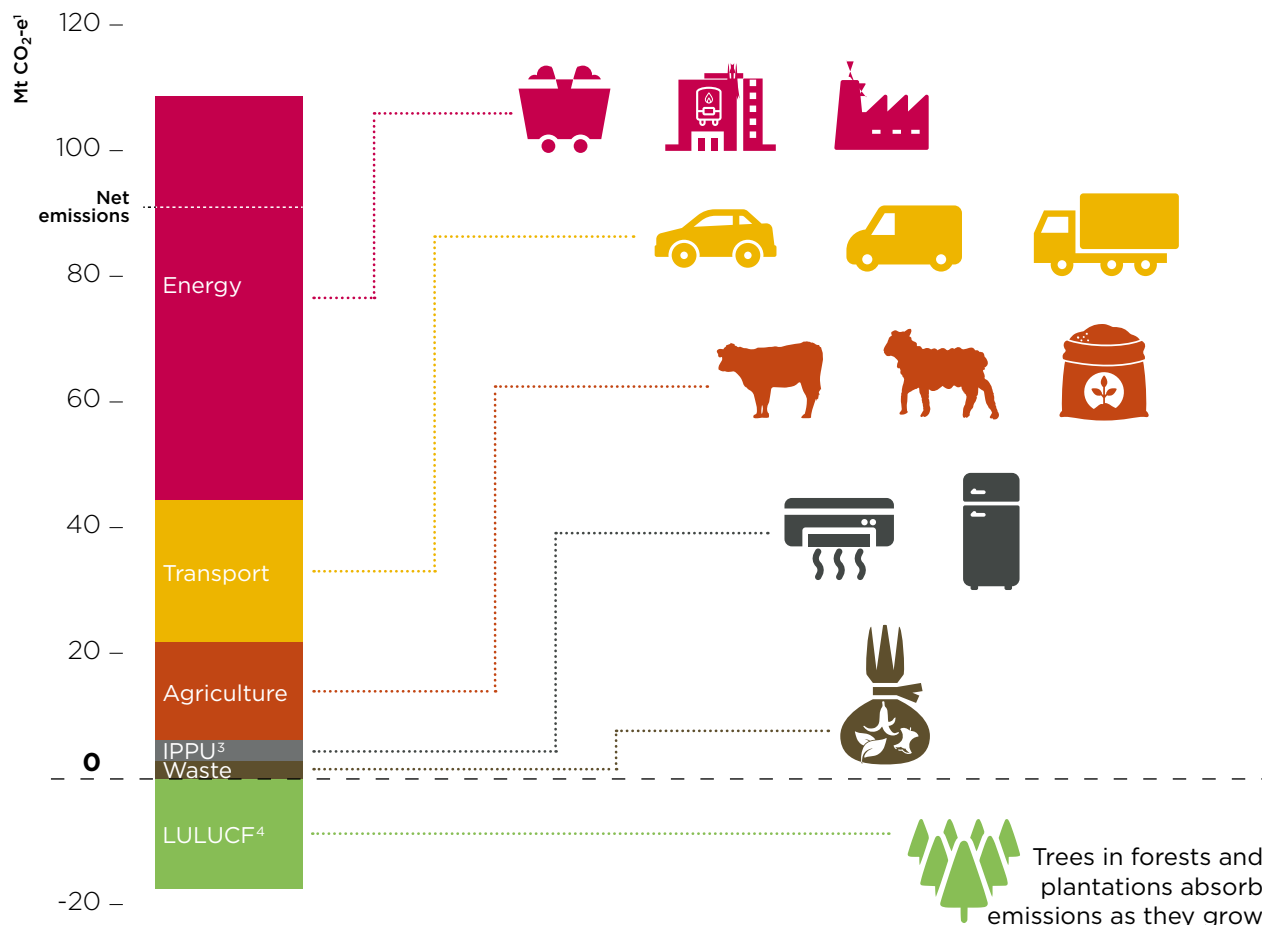 Mt CO₂-e¹
120
100
Net
emissions
80
60
40
20
0
-20
Energy
Transport
Agriculture
IPPU³
Waste
LULUCF⁴
Trees in forests and
plantations absorb
emissions as they grow